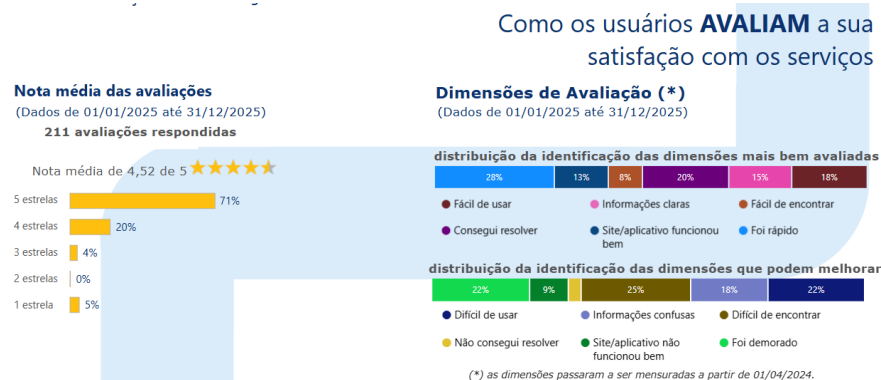 Como os usuários AVALIAM a sua
satisfação com os serviços
Nota média das avaliações
(Dados de 01/01/2025 até 31/12/2025)
211 avaliações respondidas
Nota média de 4,52 de 5
5 estrelas 71%
4 estrelas 20%
3 estrelas 4%
2 estrelas 0%
1 estrela 5%
Dimensões de Avaliação (*)
(Dados de 01/01/2025 até 31/12/2025)
distribuição da identificação das dimensões mais bem avaliadas
28% 13% 8% 20% 15% 18%
Fácil de usar Informações claras Fácil de encontrar
Consegui resolver Site/aplicativo funcionou Foi rápido
bem
distribuição da identificação das dimensões que podem melhorar
22% 9% 25% 18% 22%
Difícil de usar Informações confusas Difícil de encontrar
Não consegui resolver Site/aplicativo não Foi demorado
funcionou bem
(*) as dimensões passaram a ser mensuradas a partir de 01/04/2024.